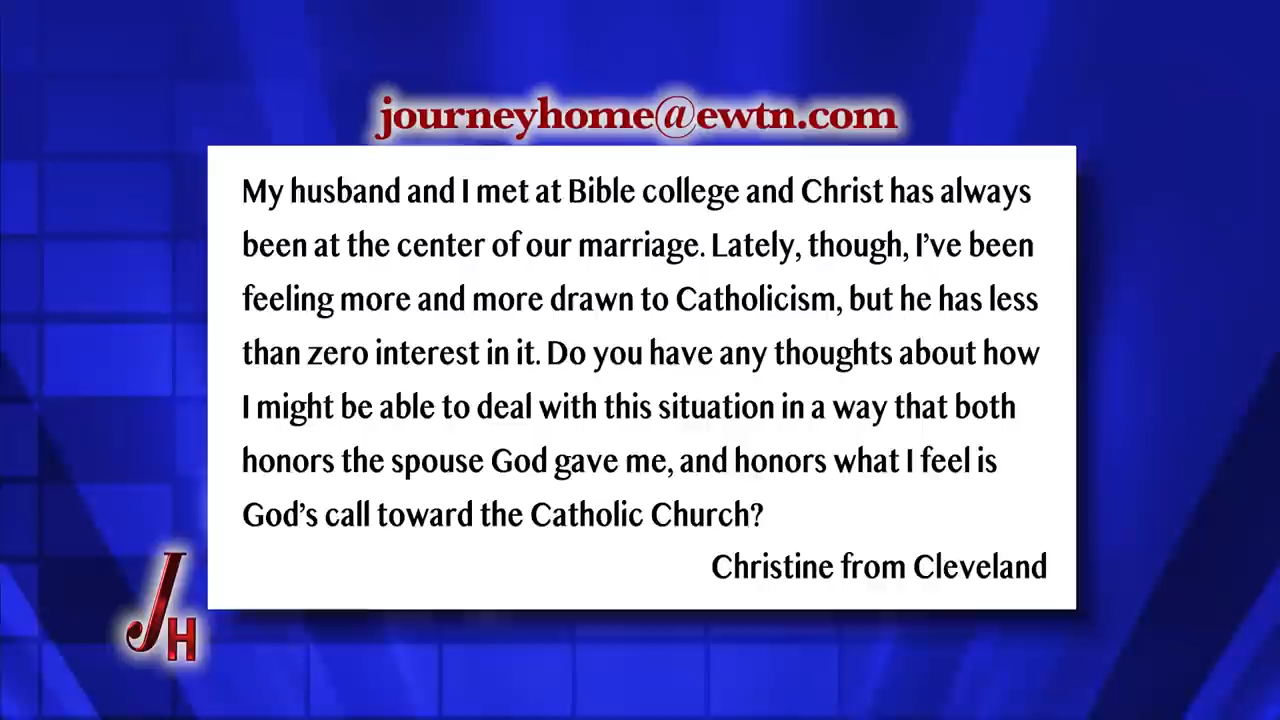 journeyhome@ewtn.com
My husband and I met at Bible college and Christ has always
been at the center of our marriage. Lately, though, I’ve been
feeling more and more drawn to Catholicism, but he has less
than zero interest in it. Do you have any thoughts about how
I might be able to deal with this situation in a way that both
honors the spouse God gave me, and honors what I feel is
God’s call toward the Catholic Church?
Christine from Cleveland
JH